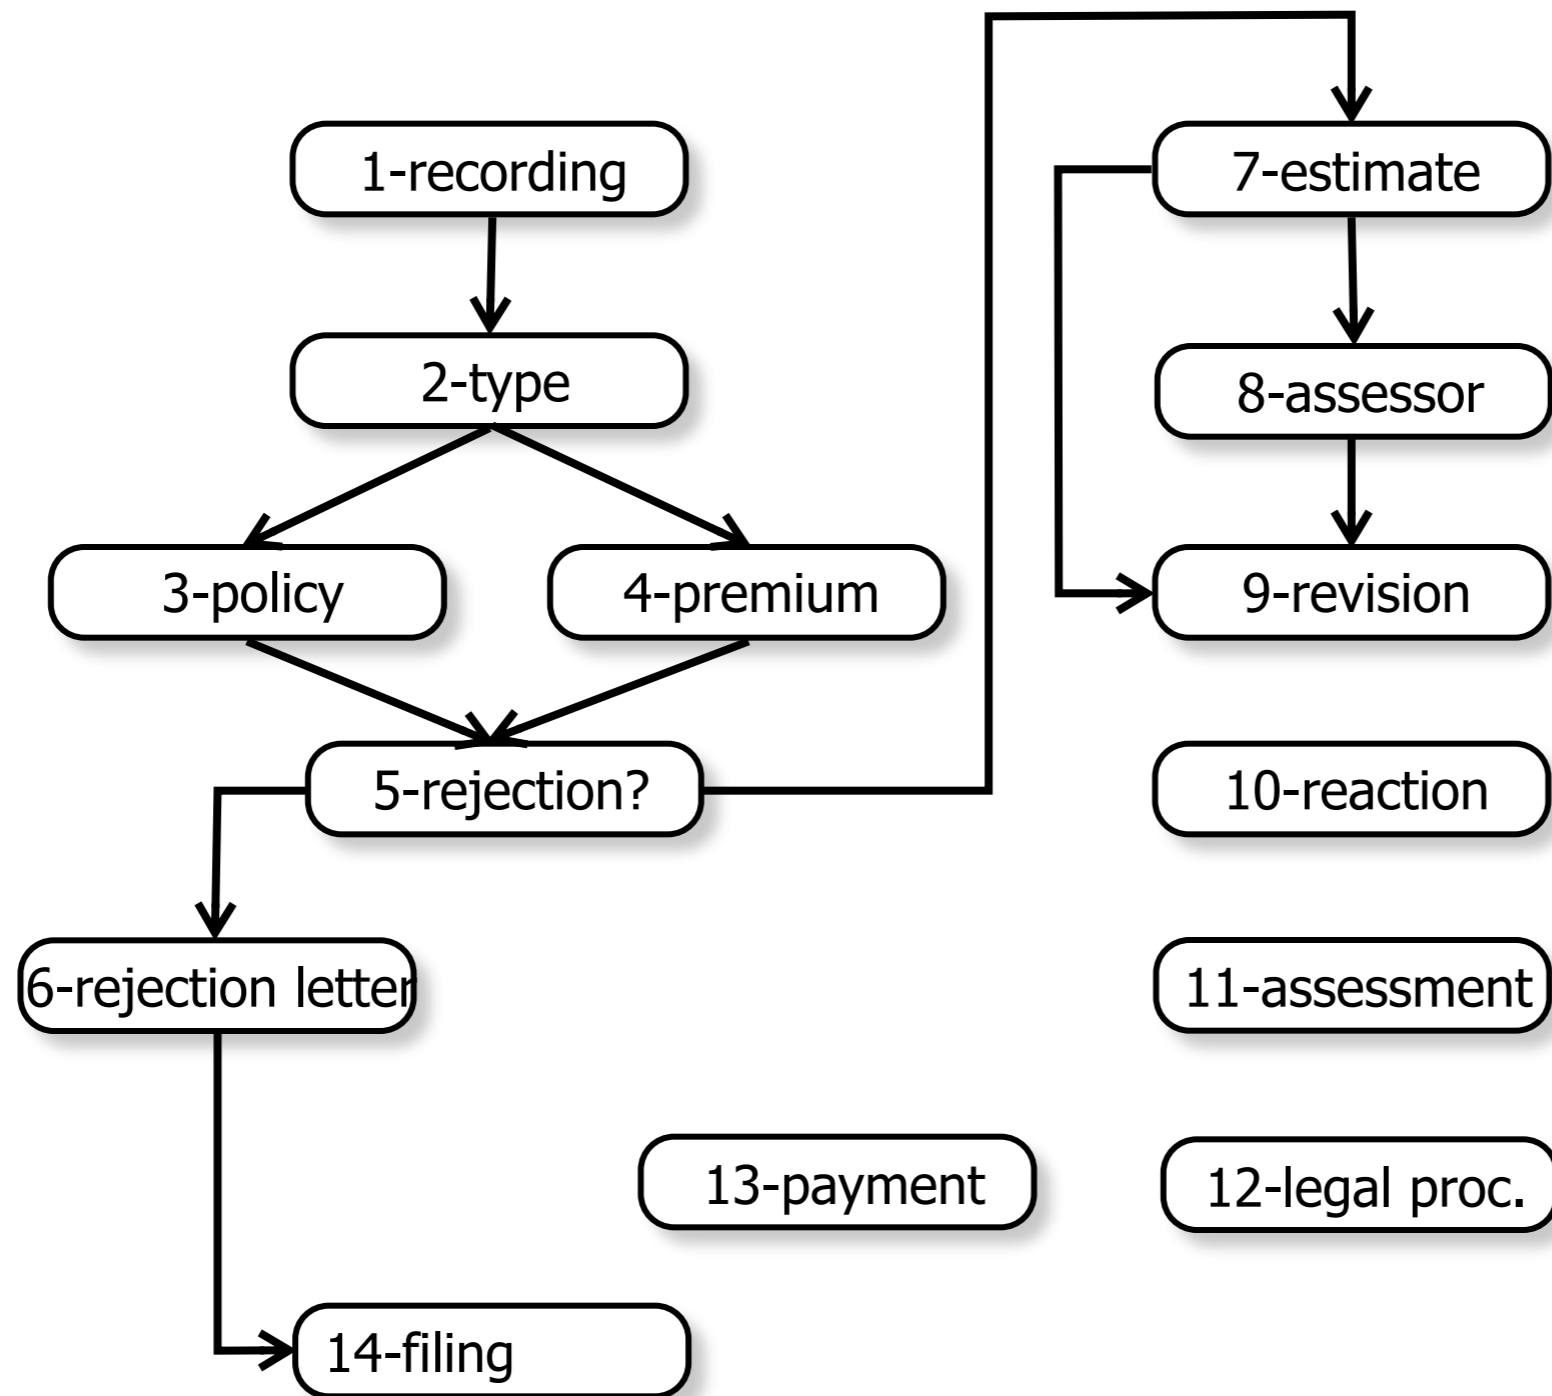 1-recording
2-type
3-policy
4-premium
5-rejection?
6-rejection letter
7-estimate
8-assessor
9-revision
10-reaction
11-assessment
12-legal proc.
13-payment
14-filing